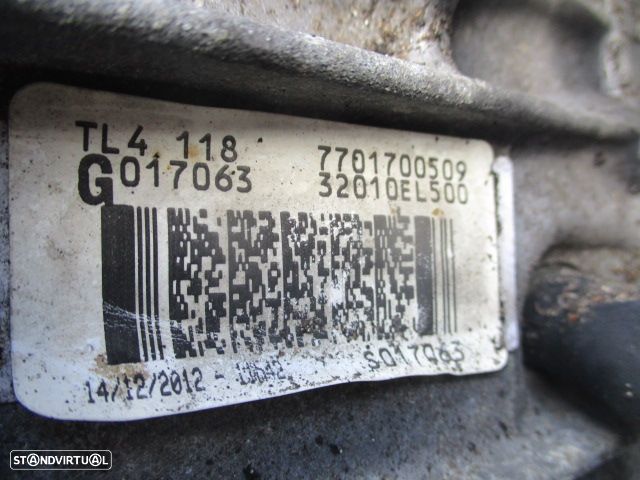 TL4 118 7701700509
G017063 32010EL500
S017063
14/12/2012 -
STANDVIRTUAL